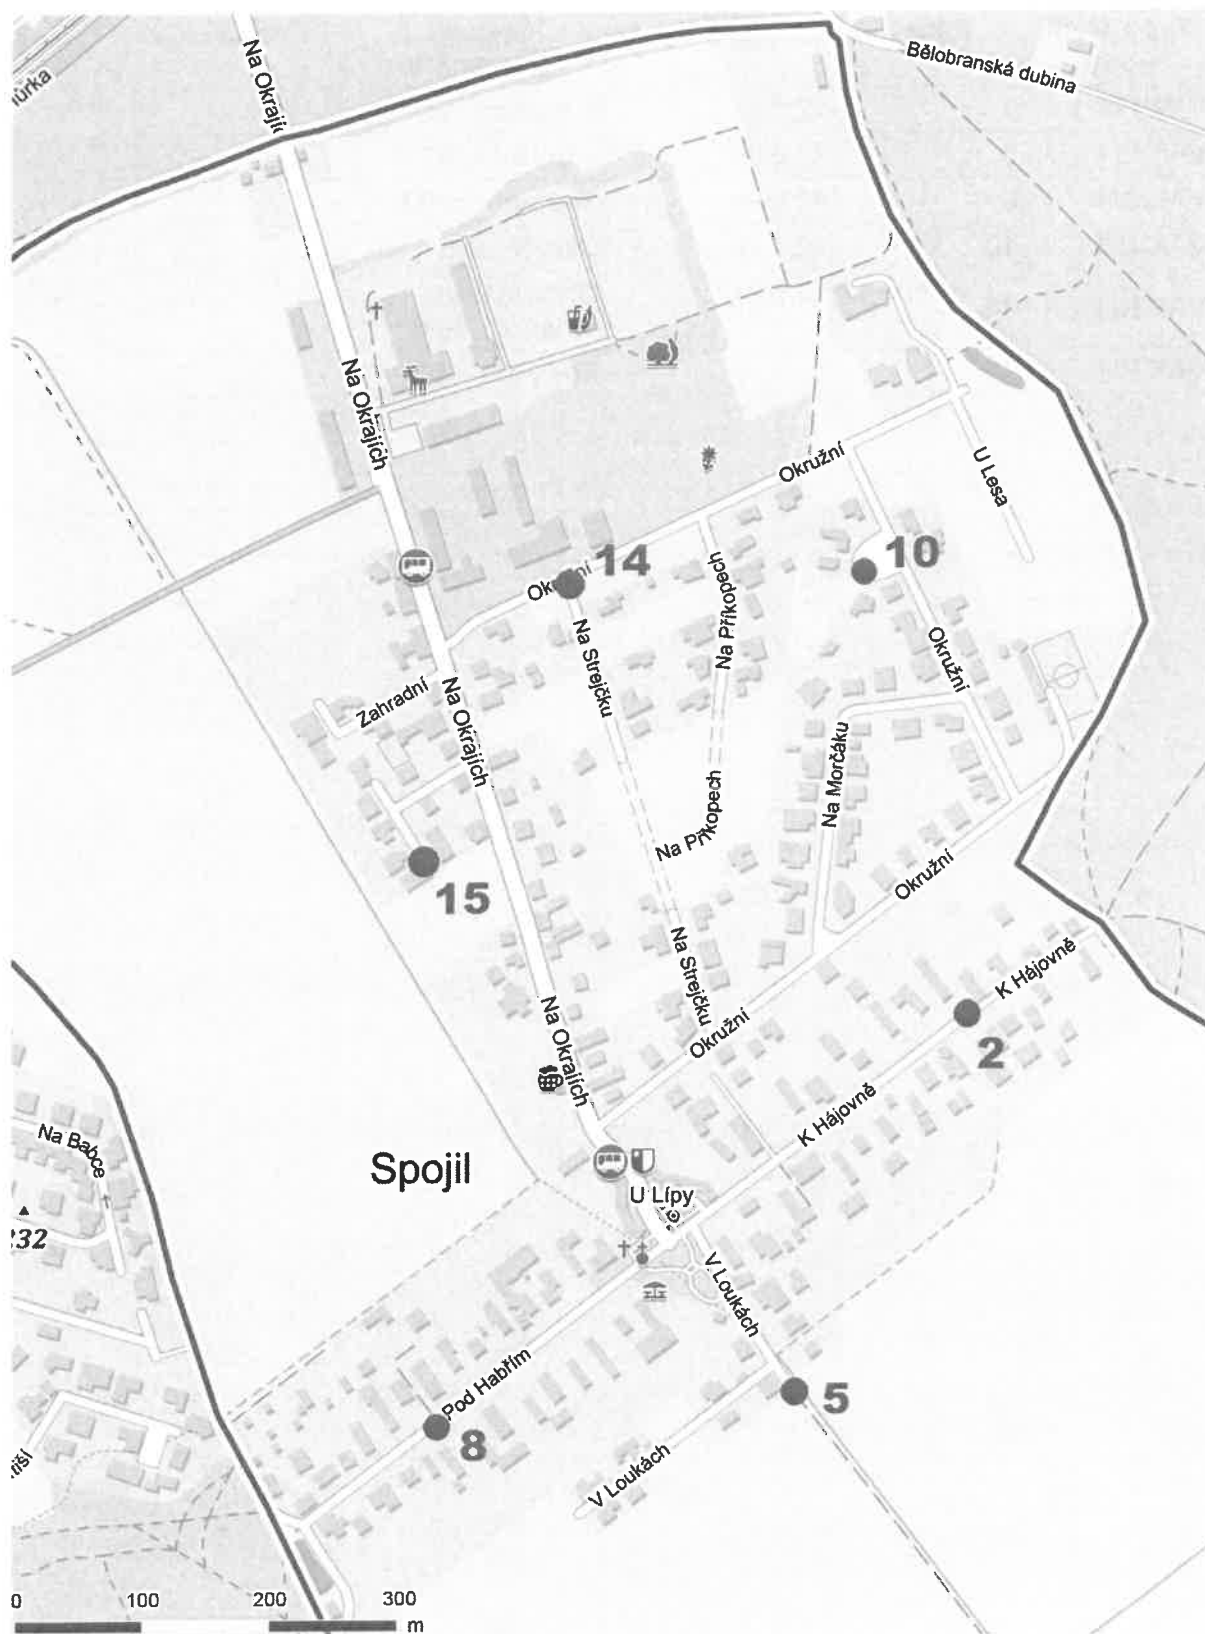 Bělobranská dubina
Na Okrajích
ůrka
Na Okrajích
U Lesa
Okružní
10
14
Okružní
Na Příkopech
Na Strejčku
Okružní
Zahradní
Na Okrajích
Na Morčáku
Na Příkopech
15
Okružní
Na Strejčku
K Hájovně
Na Okrajích
Okružní
2
K Hájovně
Na Babce
Spojil
U Lípy
232
V Loukách
Pod Habřím
5
8
V Loukách
0 100 200 300
m